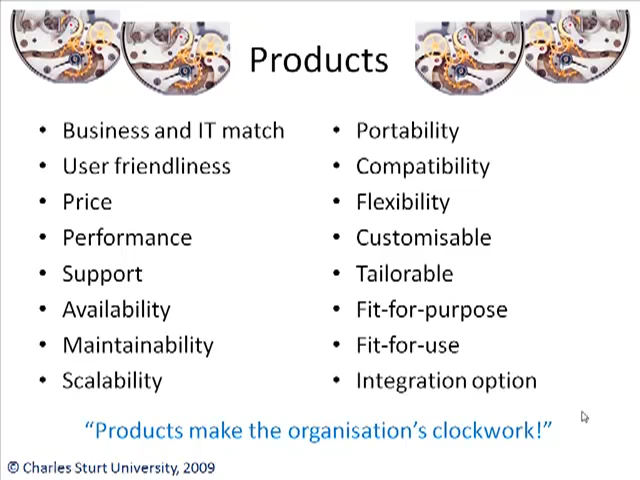 Products
• Business and IT match
• User friendliness
• Price
• Performance
• Support
• Availability
• Maintainability
• Scalability
• Portability
• Compatibility
• Flexibility
• Customisable
• Tailorable
• Fit-for-purpose
• Fit-for-use
• Integration option
“Products make the organisation’s clockwork!”
© Charles Sturt University, 2009